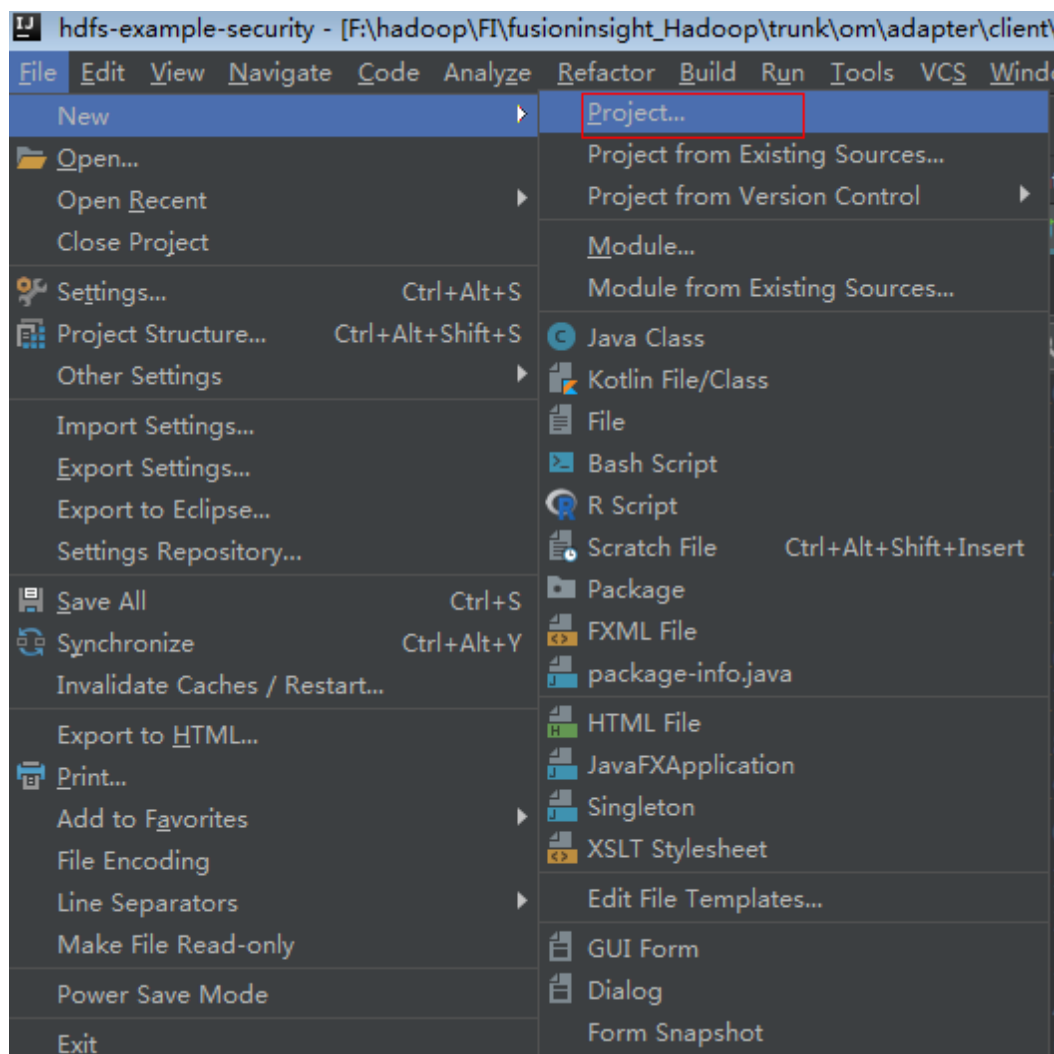 hdfs-example-security - [F:\hadoop\FI\fusioninsight_Hadoop\trunk\om\adapter\client\
File Edit View Navigate Code Analyze Refactor Build Run Tools VCS Windo
New
Open...
Open Recent
Close Project
Settings... Ctrl+Alt+S
Project Structure... Ctrl+Alt+Shift+S
Other Settings
Import Settings...
Export Settings...
Export to Eclipse...
Settings Repository...
Save All Ctrl+S
Synchronize Ctrl+Alt+Y
Invalidate Caches / Restart...
Export to HTML...
Print...
Add to Favorites
File Encoding
Line Separators
Make File Read-only
Power Save Mode
Exit
Project...
Project from Existing Sources...
Project from Version Control
Module...
Module from Existing Sources...
Java Class
Kotlin File/Class
File
Bash Script
R Script
Scratch File Ctrl+Alt+Shift+Insert
Package
FXML File
package-info.java
HTML File
JavaFXApplication
Singleton
XSLT Stylesheet
Edit File Templates...
GUI Form
Dialog
Form Snapshot